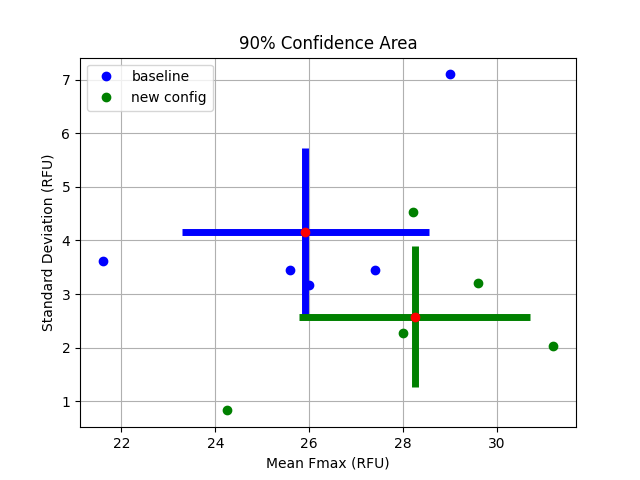 90% Confidence Area
baseline
new config
Standard Deviation (RFU)
7
6
5
4
3
2
1
22 24 26 28 30
Mean Fmax (RFU)